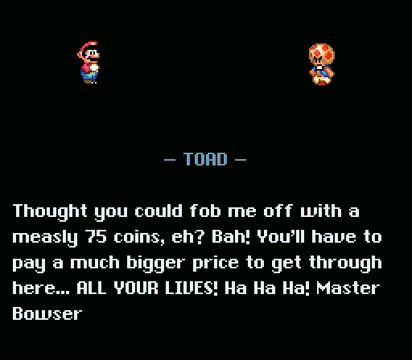 — TOAD —
Thought you could fob me off with a
measly 75 coins, eh? Bah! You'll have to
pay a much bigger price to get through
here... ALL YOUR LIVES! Ha Ha Ha! Master
Bowser